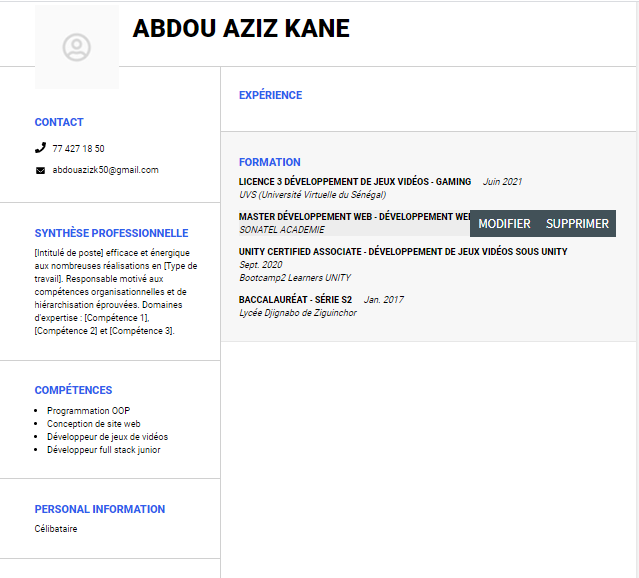 ABDOU AZIZ KANE
CONTACT
77 427 18 50
abdouazizk50@gmail.com
SYNTHÈSE PROFESSIONNELLE
[Intitulé de poste] efficace et énergique
aux nombreuses réalisations en [Type de
travail]. Responsable motivé aux
compétences organisationnelles et de
hiérarchisation éprouvées. Domaines
d'expertise : [Compétence 1],
[Compétence 2] et [Compétence 3].
COMPÉTENCES
• Programmation OOP
• Conception de site web
• Développeur de jeux de vidéos
• Développeur full stack junior
PERSONAL INFORMATION
Célibataire
EXPÉRIENCE
FORMATION
LICENCE 3 DÉVELOPPEMENT DE JEUX VIDÉOS - GAMING Juin 2021
UVS (Université Virtuelle du Sénégal)
MASTER DÉVELOPPEMENT WEB - DÉVELOPPEMENT WEB
MODIFIER SUPPRIMER
SONATEL ACADEMIE
UNITY CERTIFIED ASSOCIATE - DÉVELOPPEMENT DE JEUX VIDÉOS SOUS UNITY
Sept. 2020
Bootcamp2 Learners UNITY
BACCALAURÉAT - SÉRIE S2 Jan. 2017
Lycée Djignabo de Ziguinchor